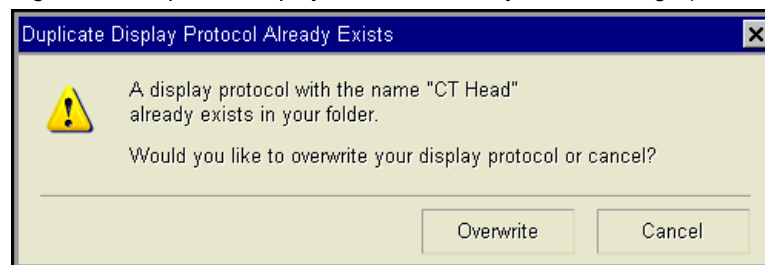 Duplicate Display Protocol Already Exists
A display protocol with the name "CT Head"
already exists in your folder.
Would you like to overwrite your display protocol or cancel?
Overwrite
Cancel